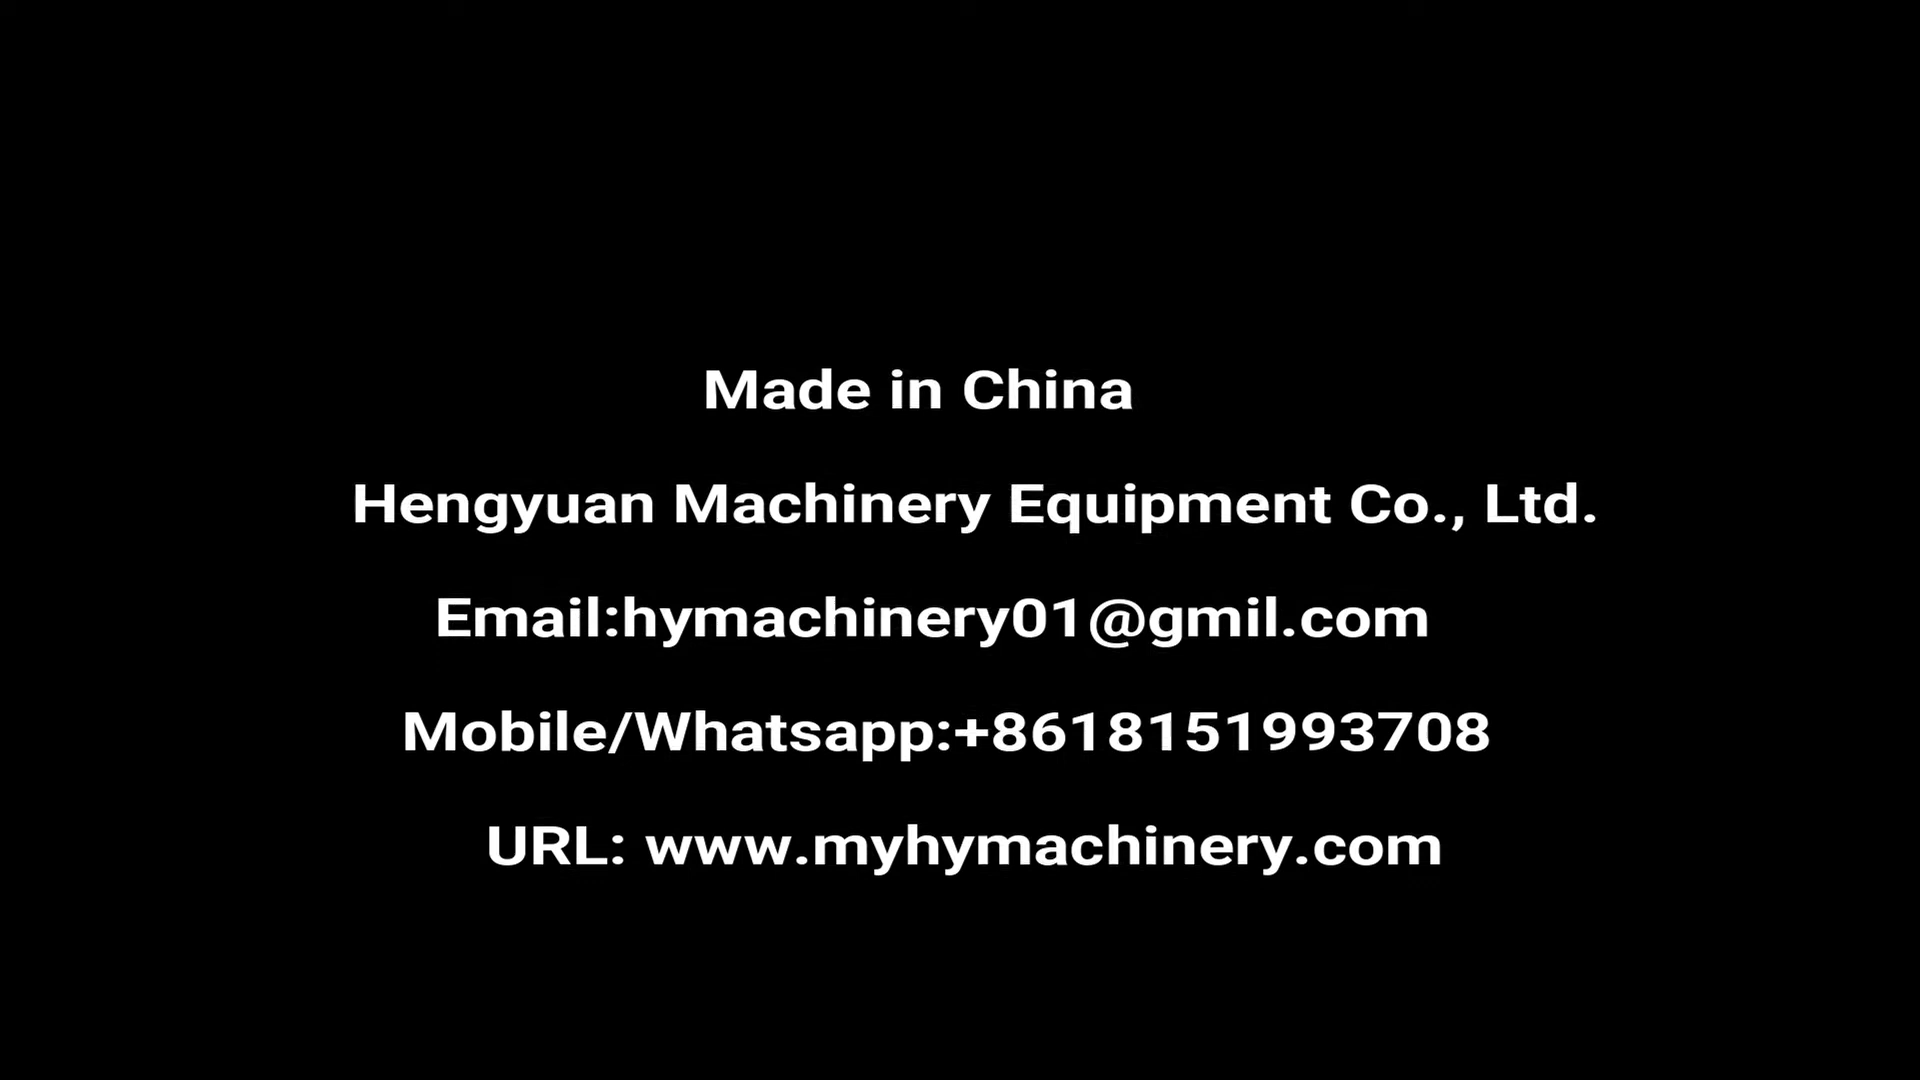 Made in China
Hengyuan Machinery Equipment Co., Ltd.
Email:hymachinery01@gmil.com
Mobile/Whatsapp:+8618151993708
URL: www.myhymachinery.com